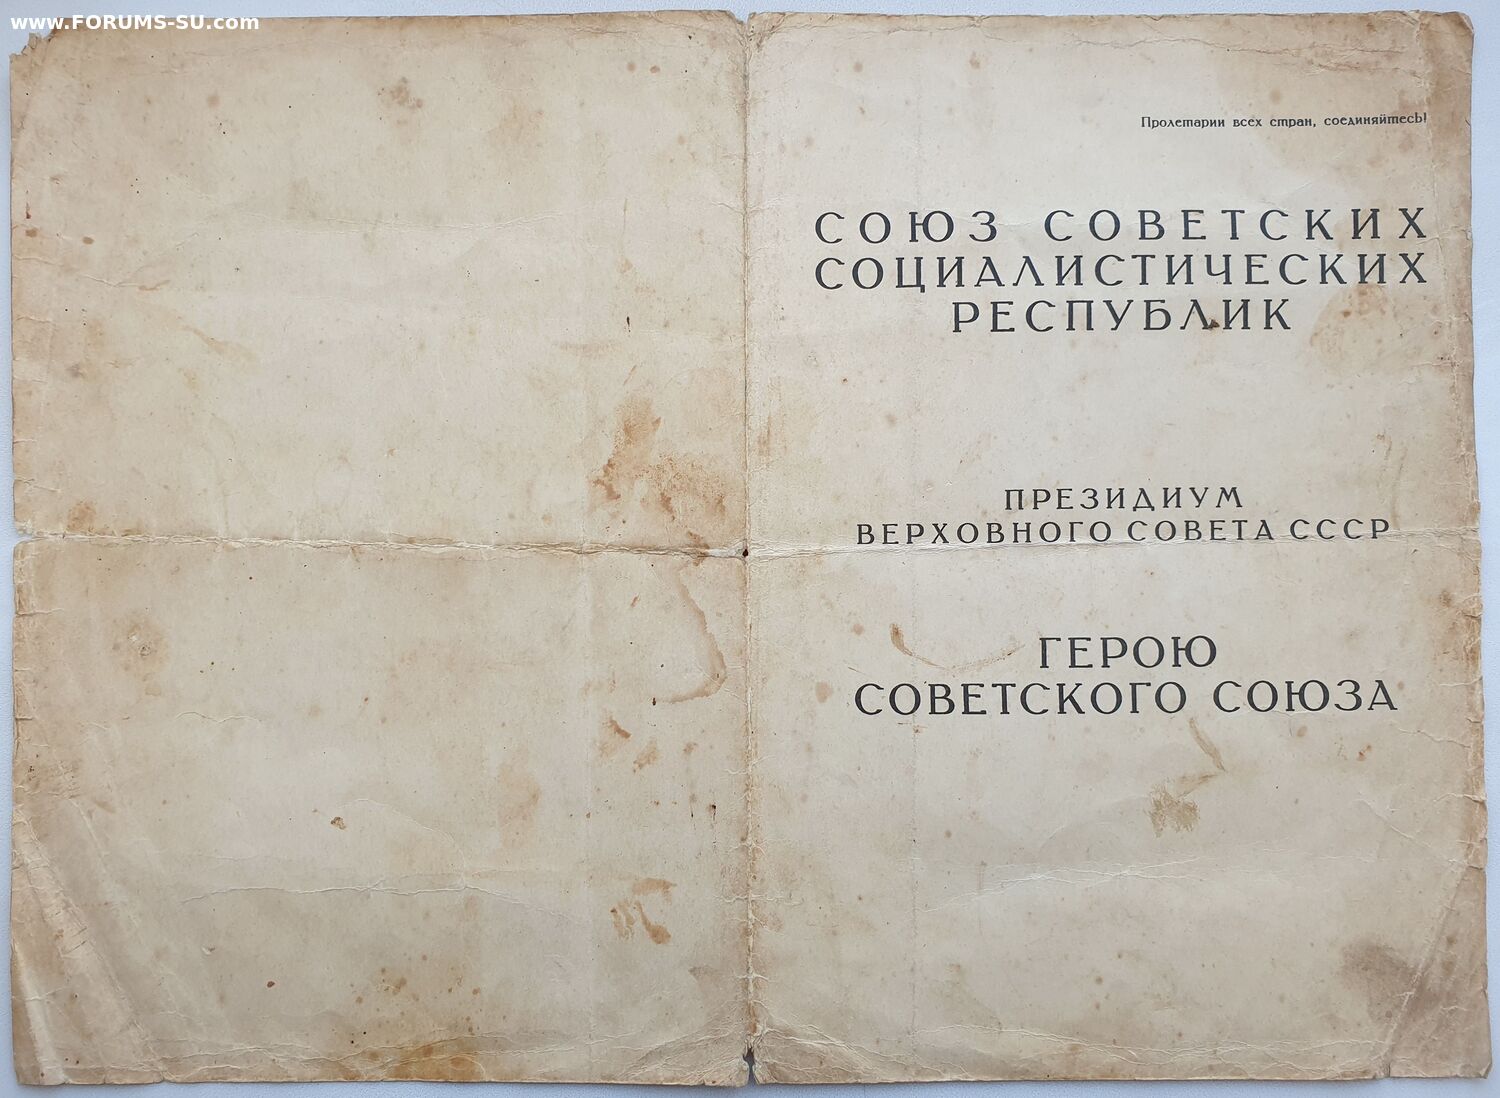 www.FORUMS-SU.com
Пролетарии всех стран, соединяйтесь!
СОЮЗ СОВЕТСКИХ
СОЦИАЛИСТИЧЕСКИХ
РЕСПУБЛИК
ПРЕЗИДИУМ
ВЕРХОВНОГО СОВЕТА СССР
ГЕРОЮ
СОВЕТСКОГО СОЮЗА